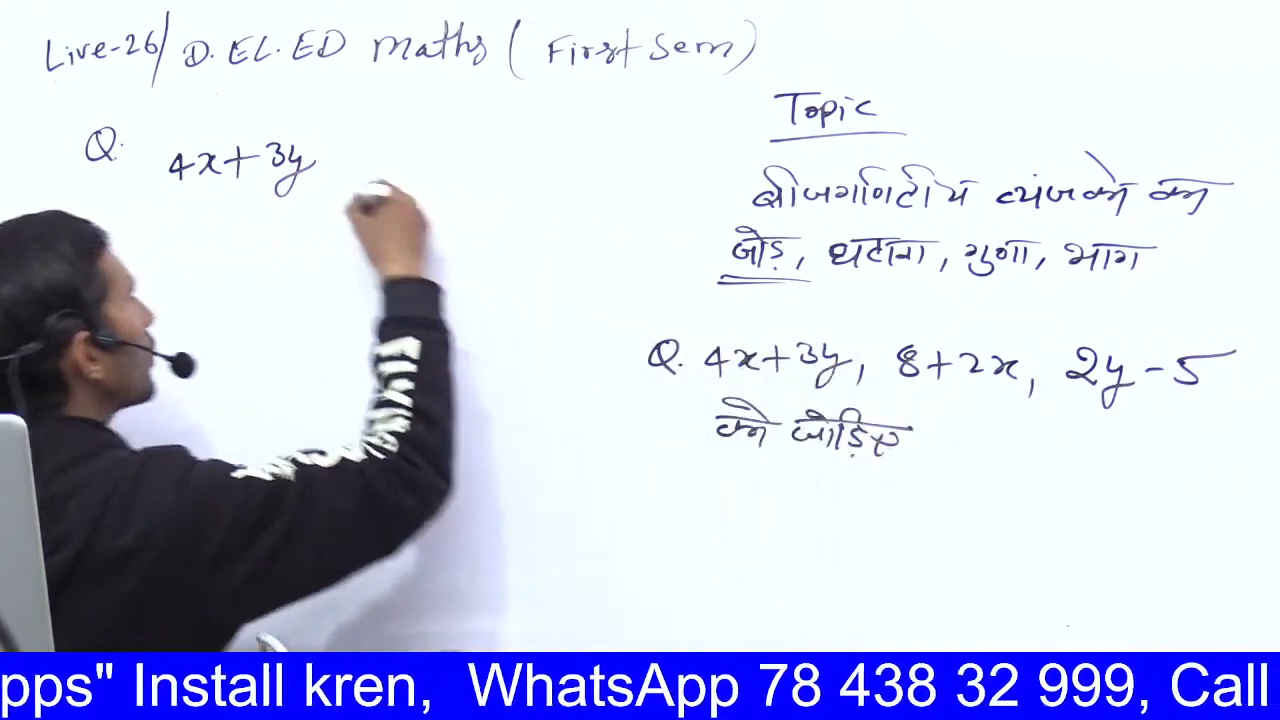 Live-26/ D. EL. ED Maths ( First Sem )
Topic
बीजगणितीय व्यंजको का
जोड़, घटाना, गुणा, भाग
Q. 4x+3y
Q. 4x+3y, 8+2x, 2y-5
को जोड़िए
pps" Install kren, WhatsApp 78 438 32 999, Call